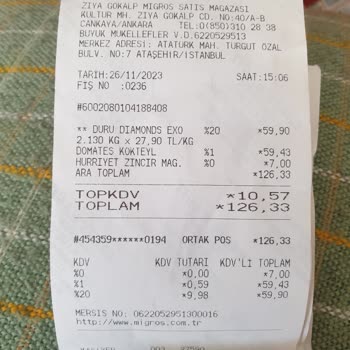 ZIYA GOKALP MIGROS SATIS MAGAZASI
KULTUR MH. ZIYA GOKALP CD. NO:40/A-B
CANKAYA/ANKARA TEL:0(850)310 28 38
BUYUK MUKELLEFLER V.D.6220529513
MERKEZ ADRESI: ATATURK MAH. TURGUT ÖZAL
BULV. NO:7 ATAŞEHIR/ISTANBUL
TARIH:26/11/2023 SAAT:15:06
FIŞ NO :0236
#6002080104188408
** DURU DIAMONDS EXO %20 *59,90
2.130 KG x 27,90 TL/KG
DOMATES KOKTEYL %1 *59,43
HURRIYET ZINCIR MAG. %0 *7,00
ARA TOPLAM *126,33
TOPKDV *10,57
TOPLAM *126,33
#454359******0194 ORTAK POS *126,33
KDV KDV TUTARI KDV'LI TOPLAM
%0 *0,00 *7,00
%1 *0,59 *59,43
%20 *9,98 *59,90
MERSIS NO: 0622052951300016
http://www.migros.com.tr